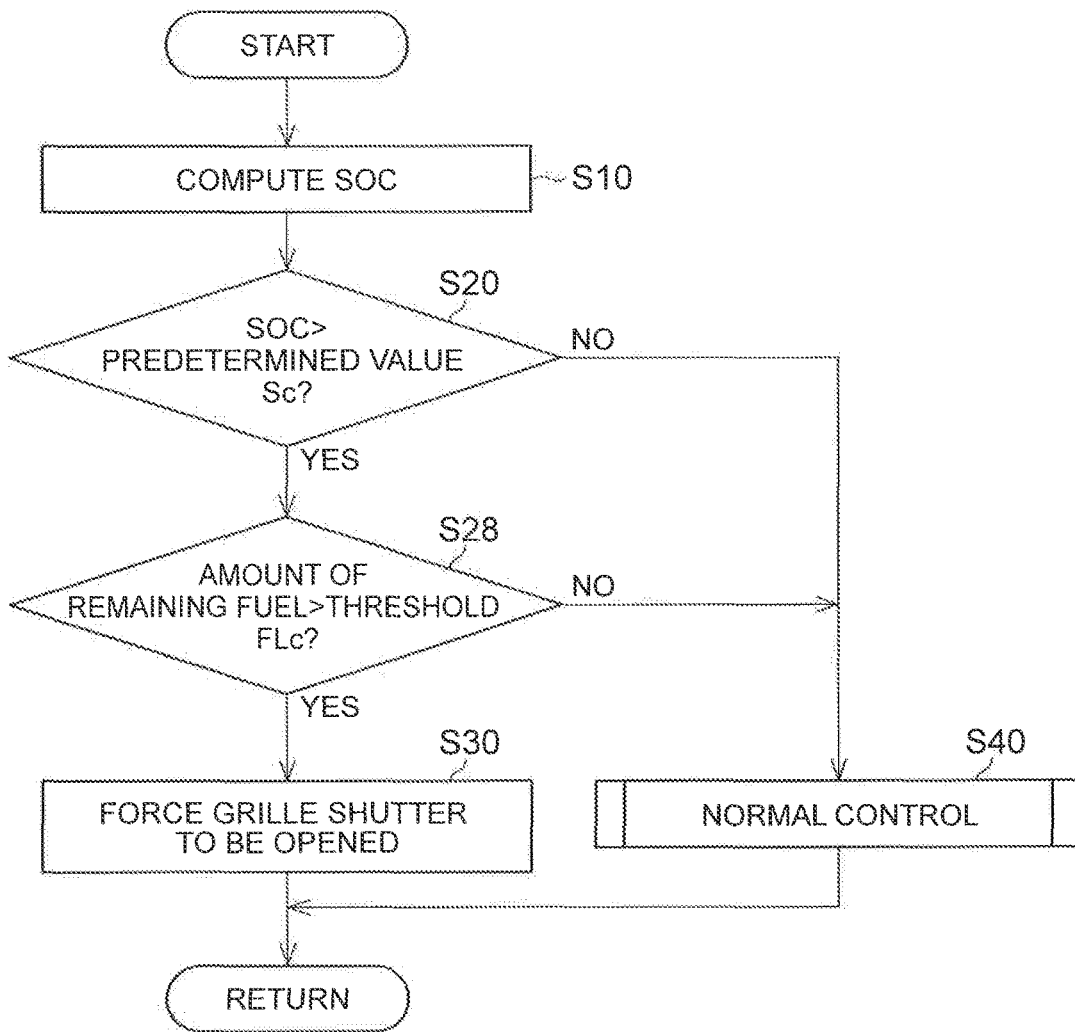 START
COMPUTE SOC
S10
S20
SOC>
PREDETERMINED VALUE
Sc?
NO
YES
S28
AMOUNT OF
REMAINING FUEL>THRESHOLD
FLc?
NO
YES
S30
FORCE GRILLE SHUTTER
TO BE OPENED
S40
NORMAL CONTROL
RETURN